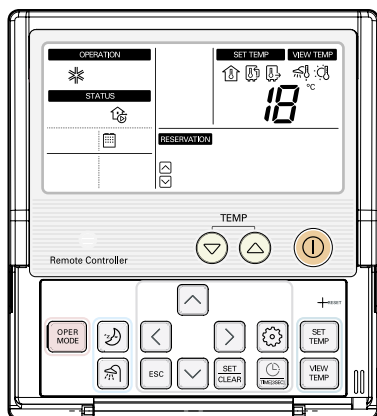 OPERATION
SET TEMP
VIEW TEMP
STATUS
18 °C
RESERVATION
TEMP
Remote Controller
RESET
OPER
MODE
SET
TEMP
ESC
SET
CLEAR
TIME(3SEC)
VIEW
TEMP